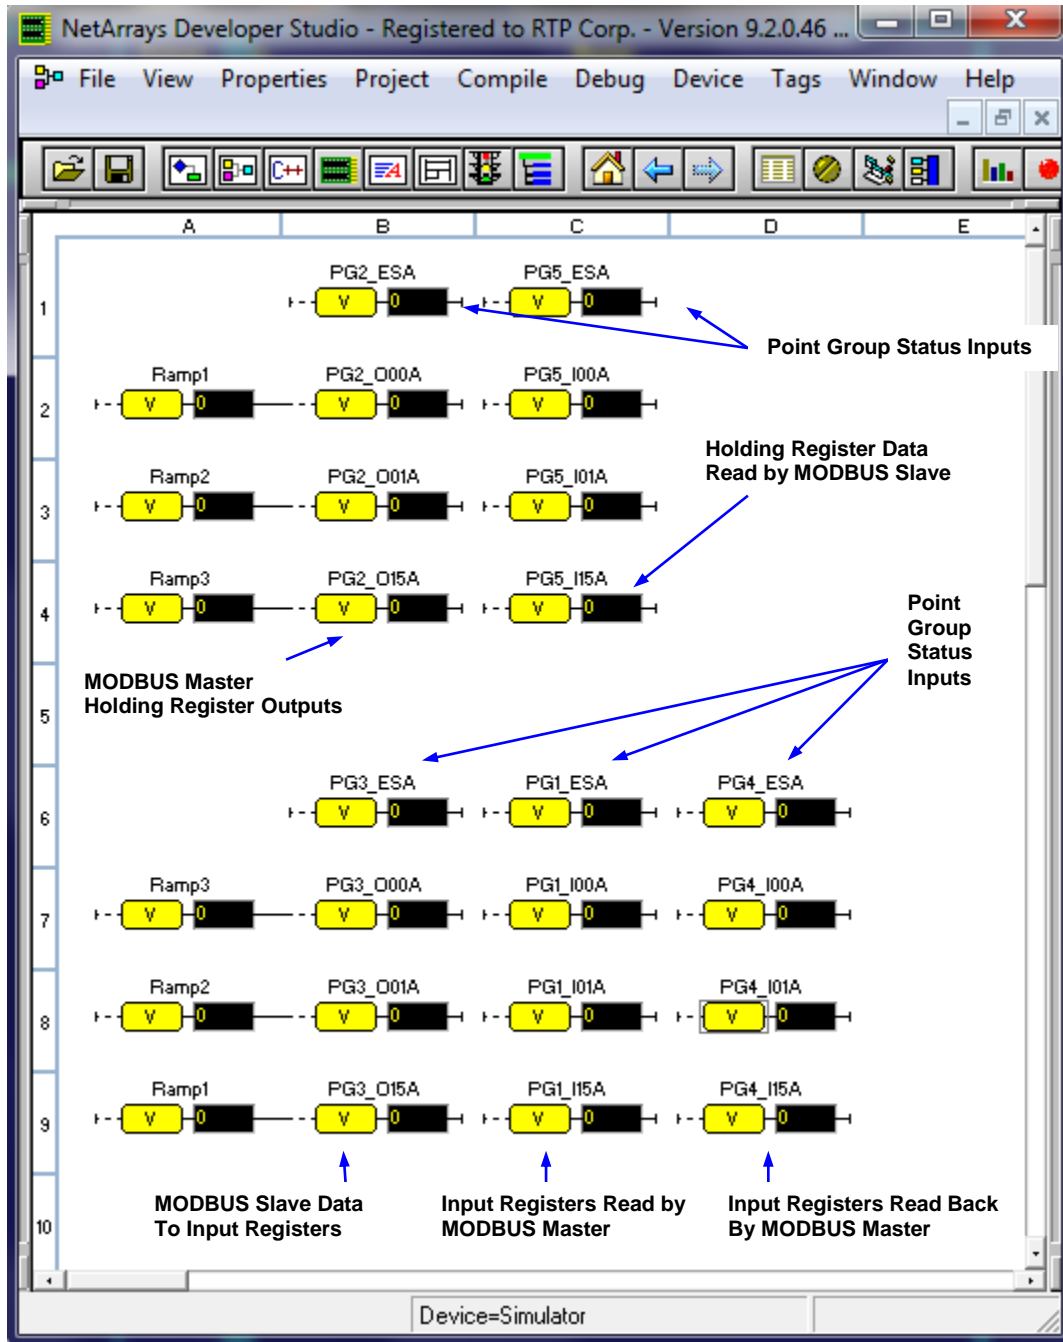 NetArrays Developer Studio - Registered to RTP Corp. - Version 9.2.0.46 ...
File View Properties Project Compile Debug Device Tags Window Help
C++
A B C D E
PG2_ESA PG5_ESA
1 V 0 V 0
Point Group Status Inputs
Ramp1 PG2_O00A PG5_I00A
2 V 0 V 0 V 0
Holding Register Data
Read by MODBUS Slave
Ramp2 PG2_O01A PG5_I01A
3 V 0 V 0 V 0
Ramp3 PG2_O15A PG5_I15A
4 V 0 V 0 V 0
Point
Group
Status
Inputs
MODBUS Master
Holding Register Outputs
5
PG3_ESA PG1_ESA PG4_ESA
6 V 0 V 0 V 0
Ramp3 PG3_O00A PG1_I00A PG4_I00A
7 V 0 V 0 V 0 V 0
Ramp2 PG3_O01A PG1_I01A PG4_I01A
8 V 0 V 0 V 0 V 0
Ramp1 PG3_O15A PG1_I15A PG4_I15A
9 V 0 V 0 V 0 V 0
MODBUS Slave Data
To Input Registers
Input Registers Read by
MODBUS Master
Input Registers Read Back
By MODBUS Master
10
Device=Simulator